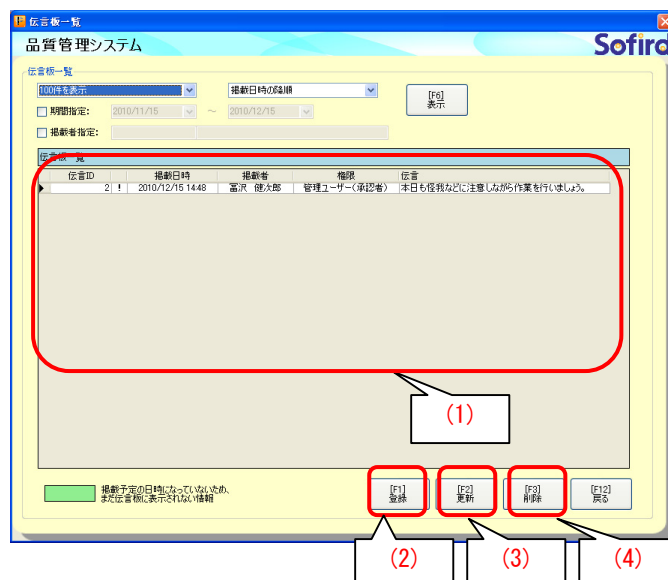 伝言板一覧
品質管理システム
Sofira
伝言板一覧
100件を表示
掲載日時の降順
[F6]
表示
期間指定:
2010/11/15
~
2010/12/15
掲載者指定:
伝言板一覧
伝言ID
掲載日時
掲載者
権限
伝言
2
!
2010/12/15 14:48
冨沢 健次郎
管理ユーザー(承認者)
本日も怪我などに注意しながら作業を行いましょう。
(1)
掲載予定の日時になっていないため、
まだ伝言板に表示されない情報
[F1]
登録
[F2]
更新
[F3]
削除
[F12]
戻る
(2)
(3)
(4)